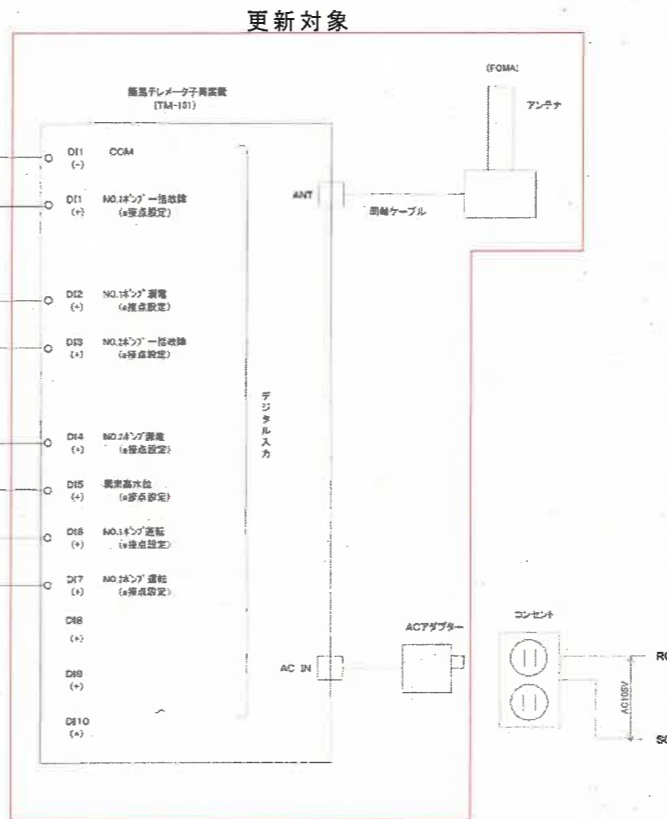 更新対象
簡易テレメータ子局装置
(TM-101)
(FOMA)
アンテナ
DI1 COM
(-)
ANT
DI1 NO.1ポンプ一括故障
(+) (a接点設定)
同軸ケーブル
DI2 NO.1ポンプ漏電
(+) (a接点設定)
DI3 NO.2ポンプ一括故障
(+) (a接点設定)
デジタル入力
DI4 NO.2ポンプ漏電
(+) (a接点設定)
DI5 異常高水位
(+) (a接点設定)
DI6 NO.1ポンプ運転
(+) (a接点設定)
DI7 NO.2ポンプ運転
(+) (a接点設定)
DI8
(+)
コンセント
ACアダプター
AC IN
DI9
(+)
AC105V
DI10
(+)